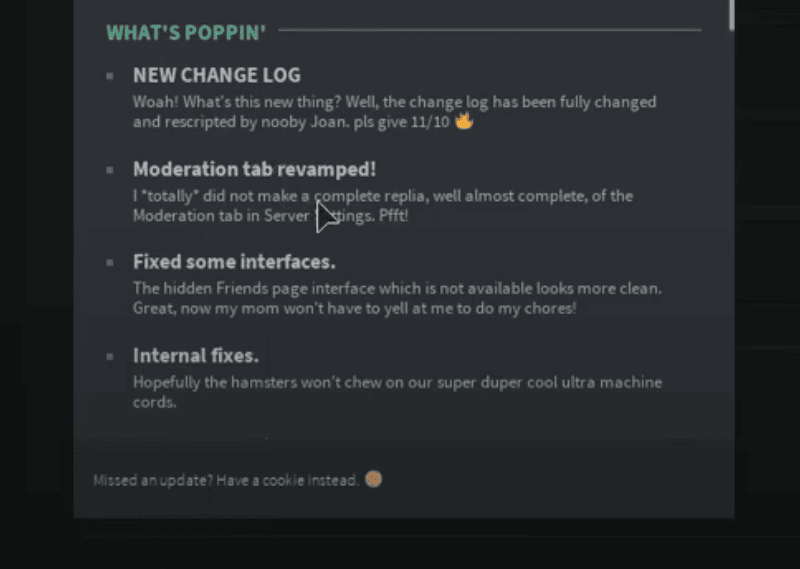 WHAT'S POPPIN'
NEW CHANGE LOG
Woah! What's this new thing? Well, the change log has been fully changed
and rescripted by nooby Joan. pls give 11/10 🔥
Moderation tab revamped!
I *totally* did not make a complete replia, well almost complete, of the
Moderation tab in Server Settings. Pfft!
Fixed some interfaces.
The hidden Friends page interface which is not available looks more clean.
Great, now my mom won't have to yell at me to do my chores!
Internal fixes.
Hopefully the hamsters won't chew on our super duper cool ultra machine
cords.
Missed an update? Have a cookie instead. 🍪